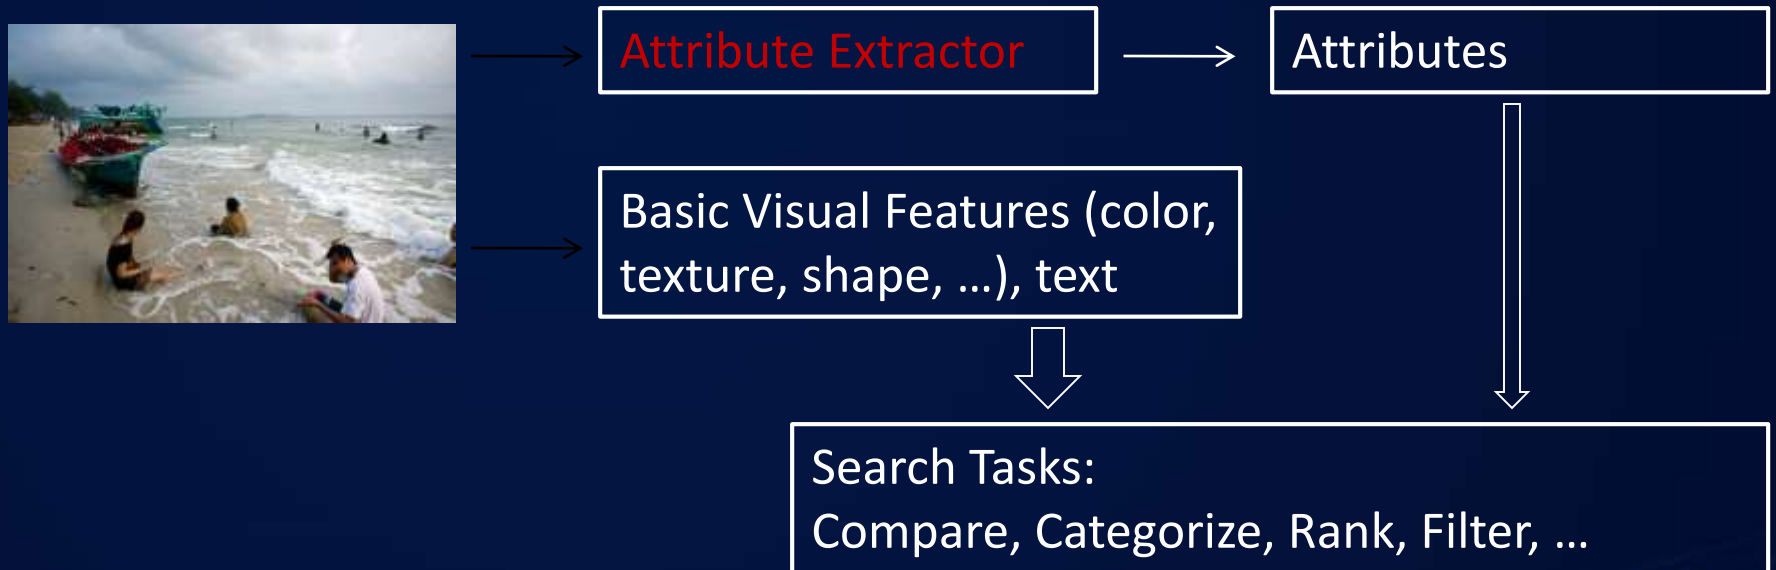 Attribute Extractor
Attributes
Basic Visual Features (color,
texture, shape, …), text
Search Tasks:
Compare, Categorize, Rank, Filter, …